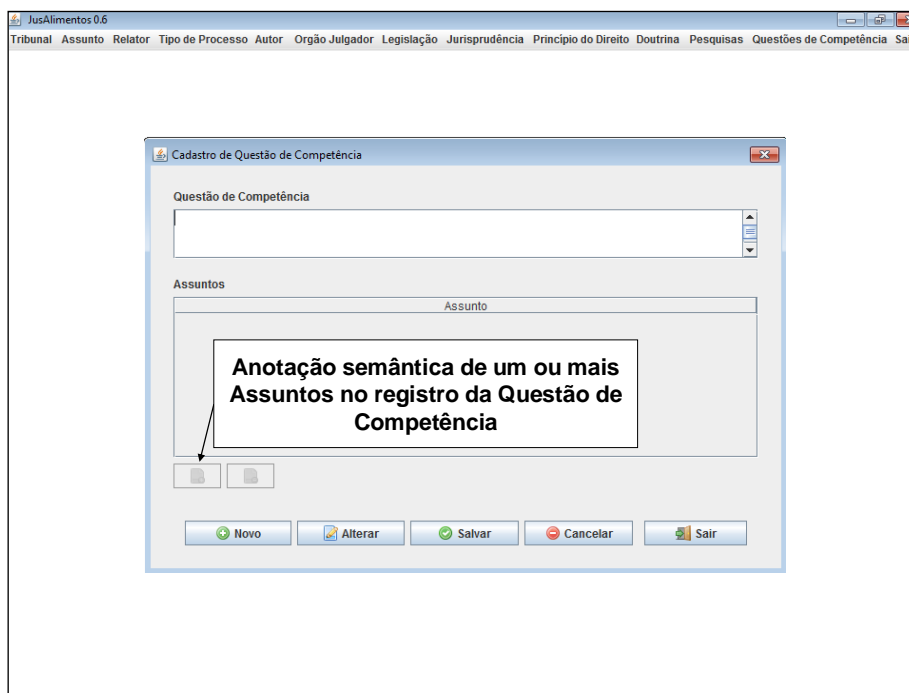 JusAlimentos 0.6
Tribunal Assunto Relator Tipo de Processo Autor Orgão Julgador Legislação Jurisprudência Princípio do Direito Doutrina Pesquisas Questões de Competência Sai
Cadastro de Questão de Competência
Questão de Competência
Assuntos
Assunto
Anotação semântica de um ou mais
Assuntos no registro da Questão de
Competência
Novo Alterar Salvar Cancelar Sair